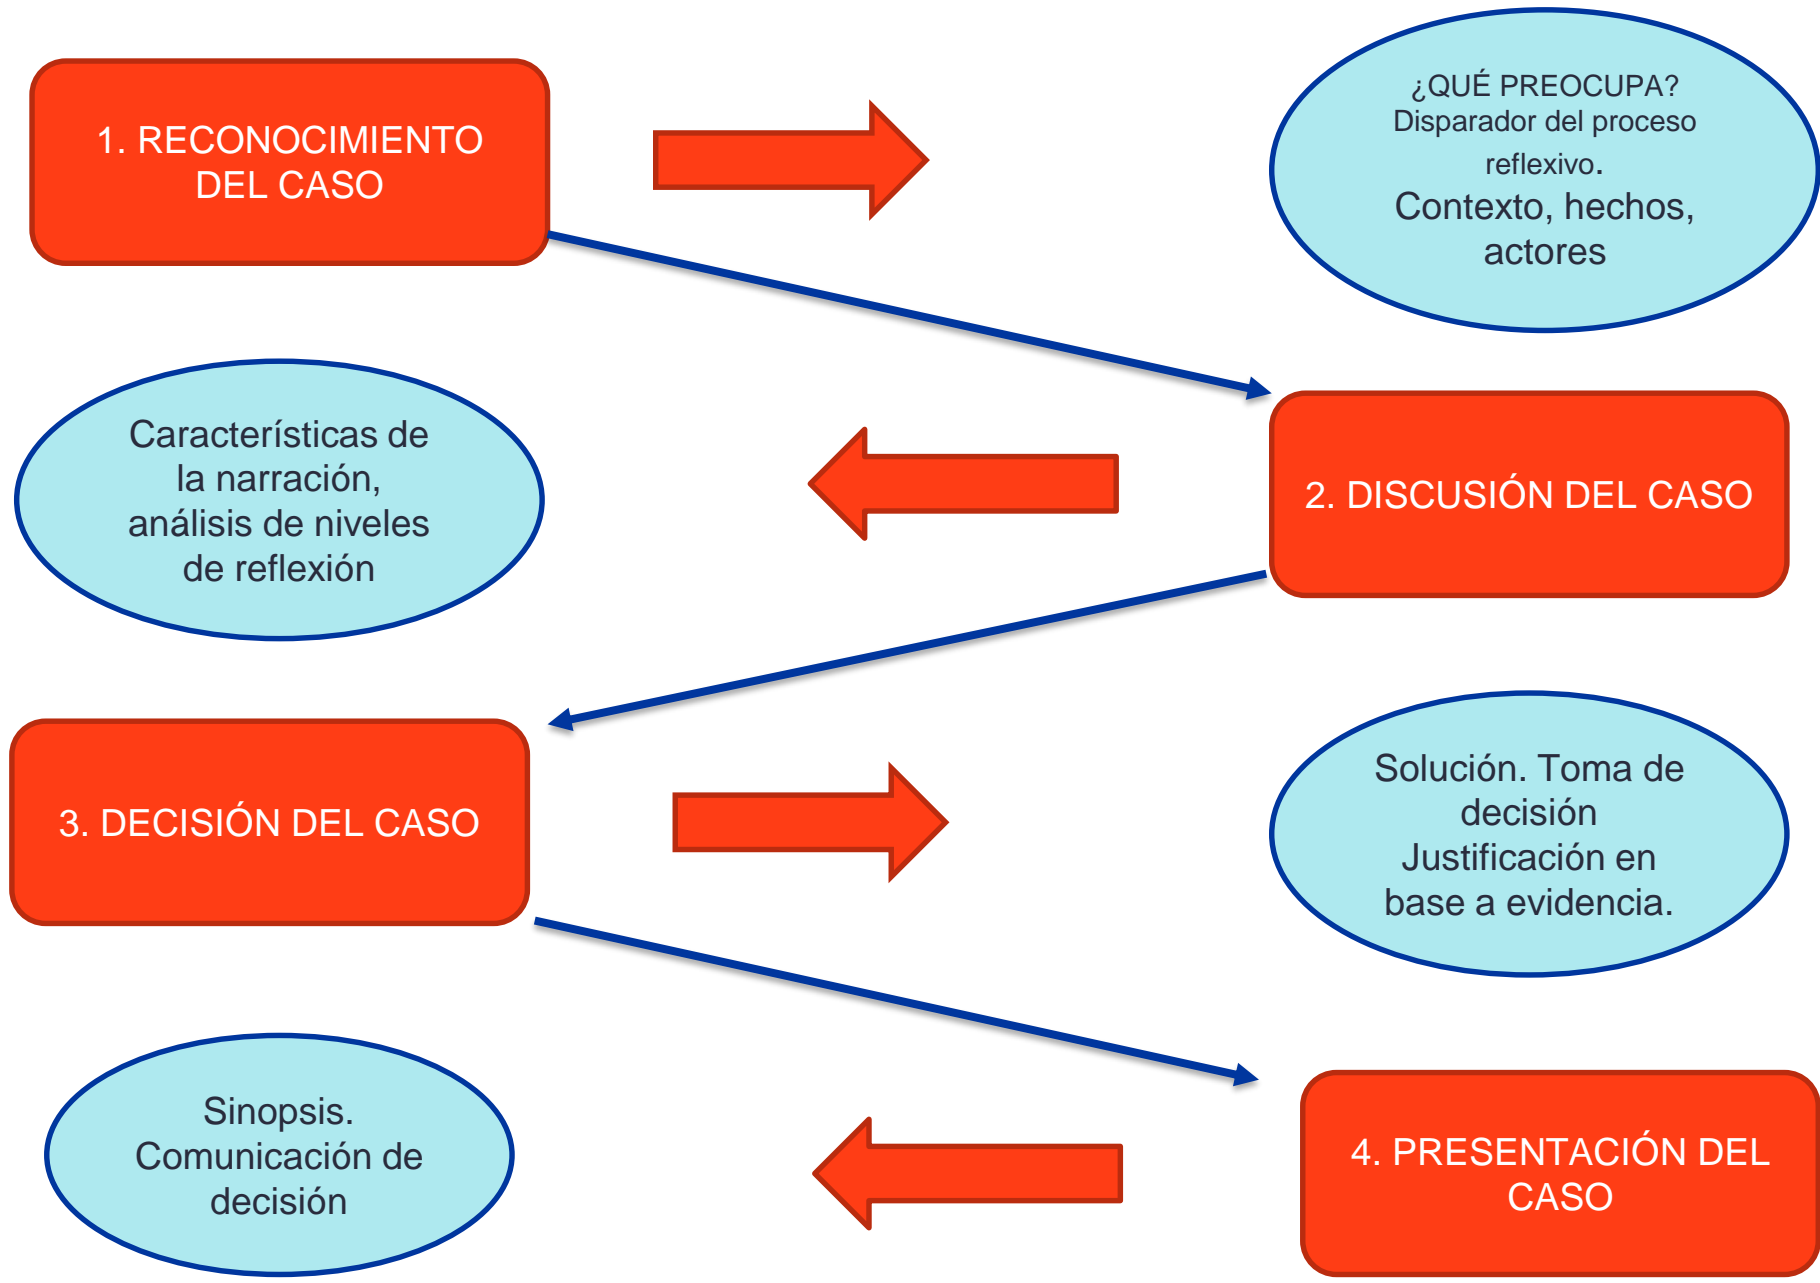 1. RECONOCIMIENTO
DEL CASO
¿QUÉ PREOCUPA?
Disparador del proceso
reflexivo.
Contexto, hechos,
actores
Características de
la narración,
análisis de niveles
de reflexión
2. DISCUSIÓN DEL CASO
3. DECISIÓN DEL CASO
Solución. Toma de
decisión
Justificación en
base a evidencia.
Sinopsis.
Comunicación de
decisión
4. PRESENTACIÓN DEL
CASO